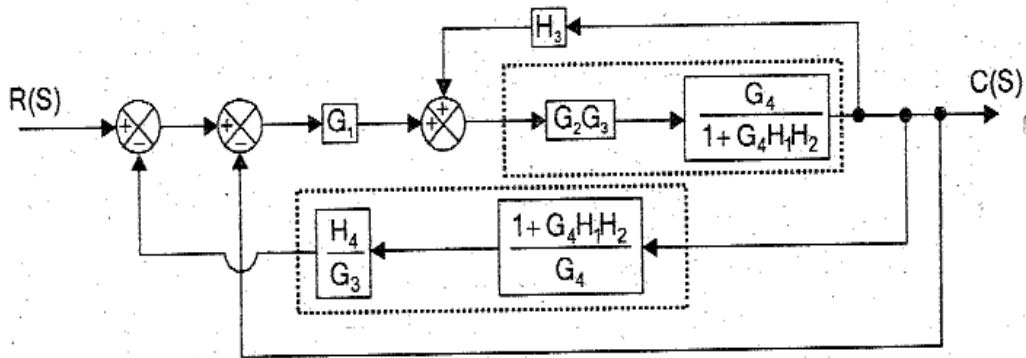 H₃
R(S)
+
−
+
−
G₁
+
+
G₂G₃
G₄
1+G₄H₁H₂
C(S)
H₄
G₃
1+G₄H₁H₂
G₄